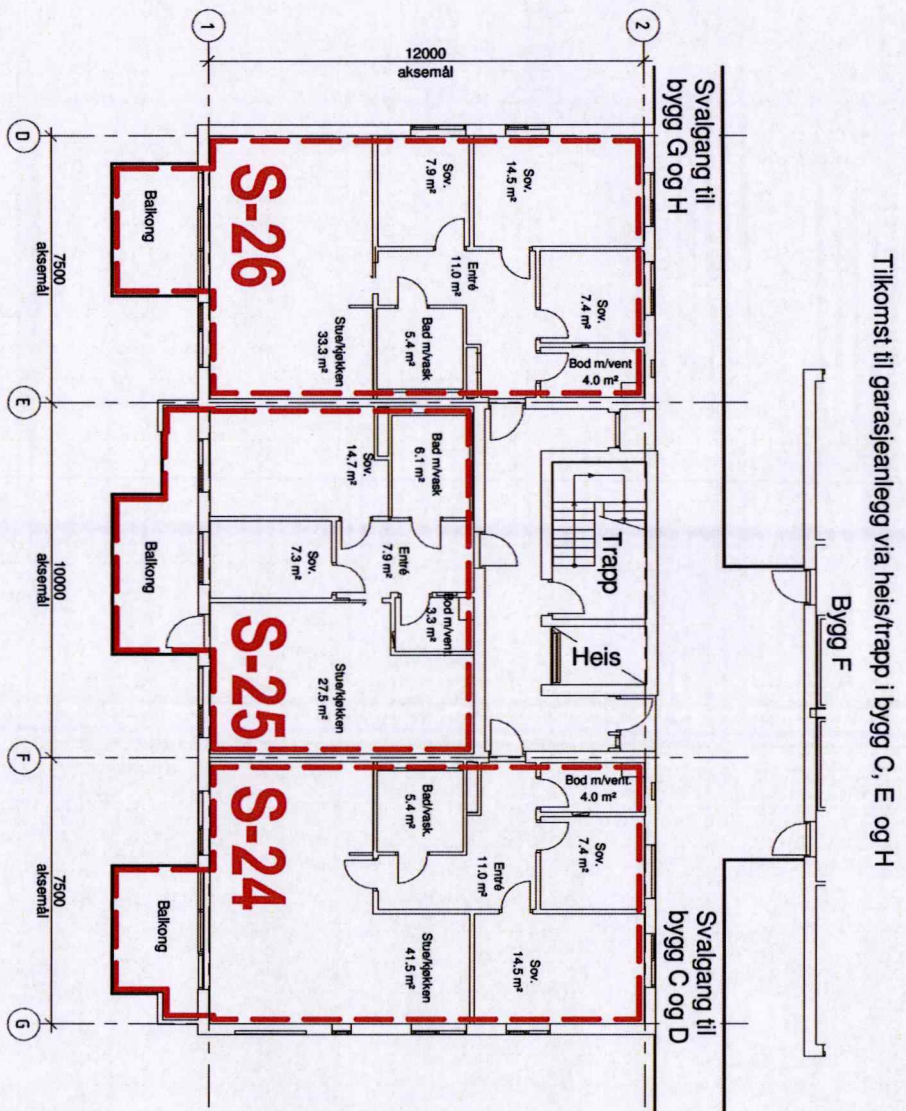 Tilkomst til garasjeanlegg via heis/trapp i bygg C, E og H
Bygg F
Svalgang til
bygg G og H
Svalgang til
bygg C og D
2
1
12000
aksemål
Sov.
14.5 m²
Sov.
7.4 m²
Bod m/vent
4.0 m²
Sov.
7.9 m²
Entré
11.0 m²
Bad m/vask
5.4 m²
Stue/kjøkken
33.3 m²
S-26
Balkong
Trapp
Heis
Bad m/vask
6.1 m²
Entré
7.9 m²
Bod m/vent
3.3 m²
Sov.
14.7 m²
Sov.
7.3 m²
Stue/kjøkken
27.5 m²
S-25
Balkong
Bod m/vent.
4.0 m²
Sov.
7.4 m²
Sov.
14.5 m²
Entré
11.0 m²
Bad/vask
5.4 m²
Stue/kjøkken
41.5 m²
S-24
Balkong
7500
aksemål
10000
aksemål
7500
aksemål
D
E
F
G